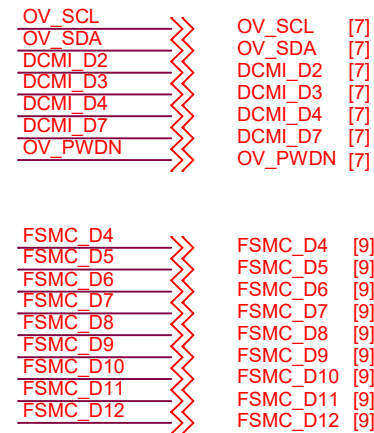 OV_SCL OV_SCL [7]
OV_SDA OV_SDA [7]
DCMI_D2 DCMI_D2 [7]
DCMI_D3 DCMI_D3 [7]
DCMI_D4 DCMI_D4 [7]
DCMI_D7 DCMI_D7 [7]
OV_PWDN OV_PWDN [7]
FSMC_D4 FSMC_D4 [9]
FSMC_D5 FSMC_D5 [9]
FSMC_D6 FSMC_D6 [9]
FSMC_D7 FSMC_D7 [9]
FSMC_D8 FSMC_D8 [9]
FSMC_D9 FSMC_D9 [9]
FSMC_D10 FSMC_D10 [9]
FSMC_D11 FSMC_D11 [9]
FSMC_D12 FSMC_D12 [9]